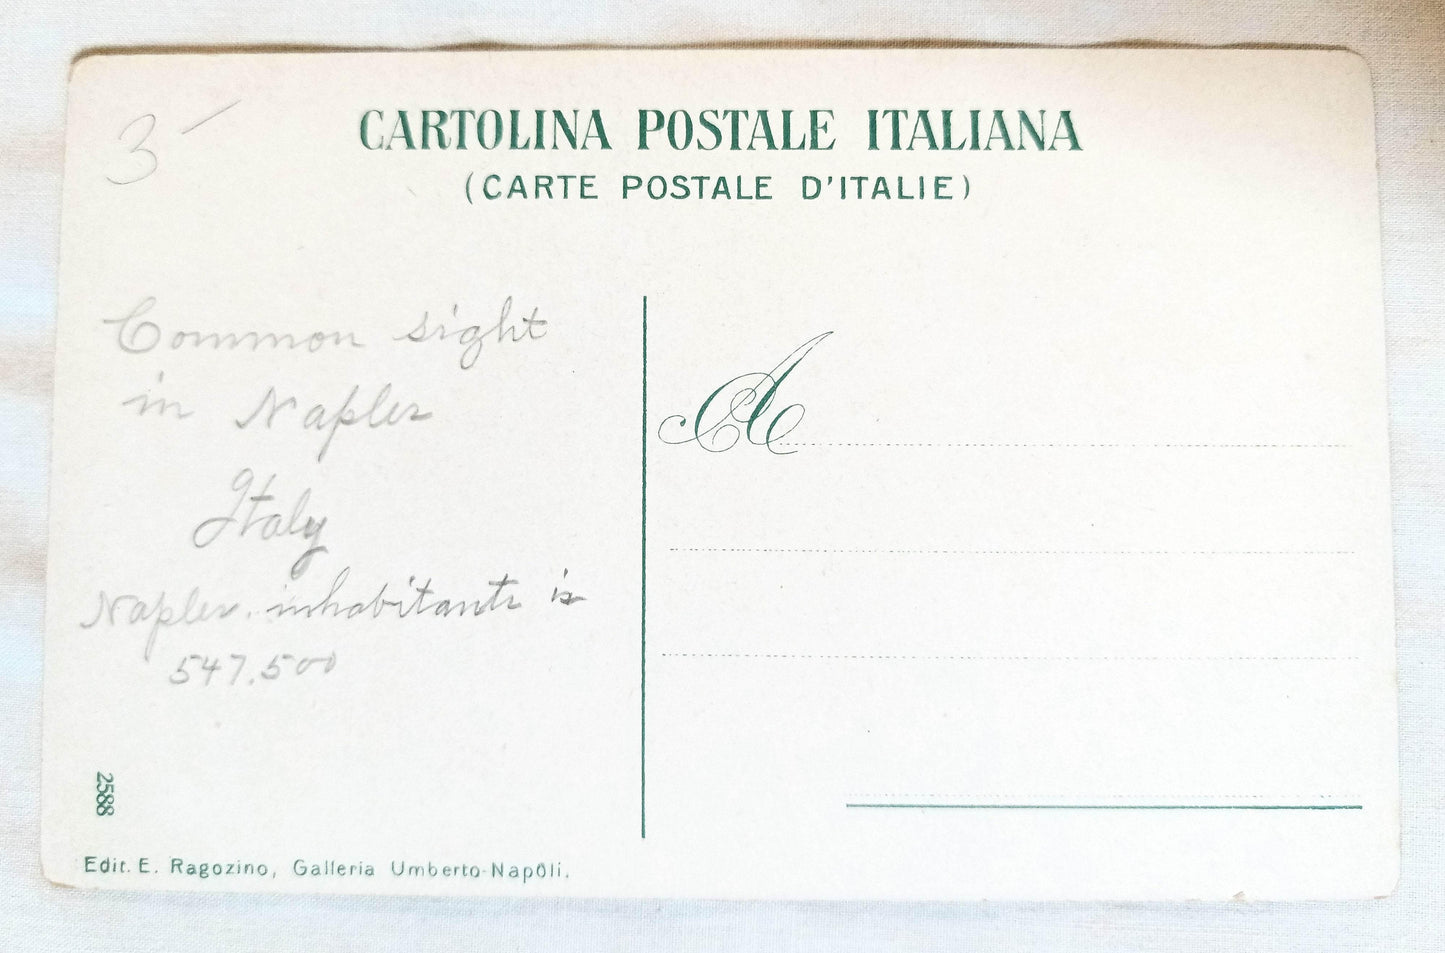 3 -
CARTOLINA POSTALE ITALIANA
(CARTE POSTALE D'ITALIE)
Common sight
in Naples
Italy
Naples. inhabitants is
547.500
A
2588
Edit. E. Ragozino, Galleria Umberto-Napoli.